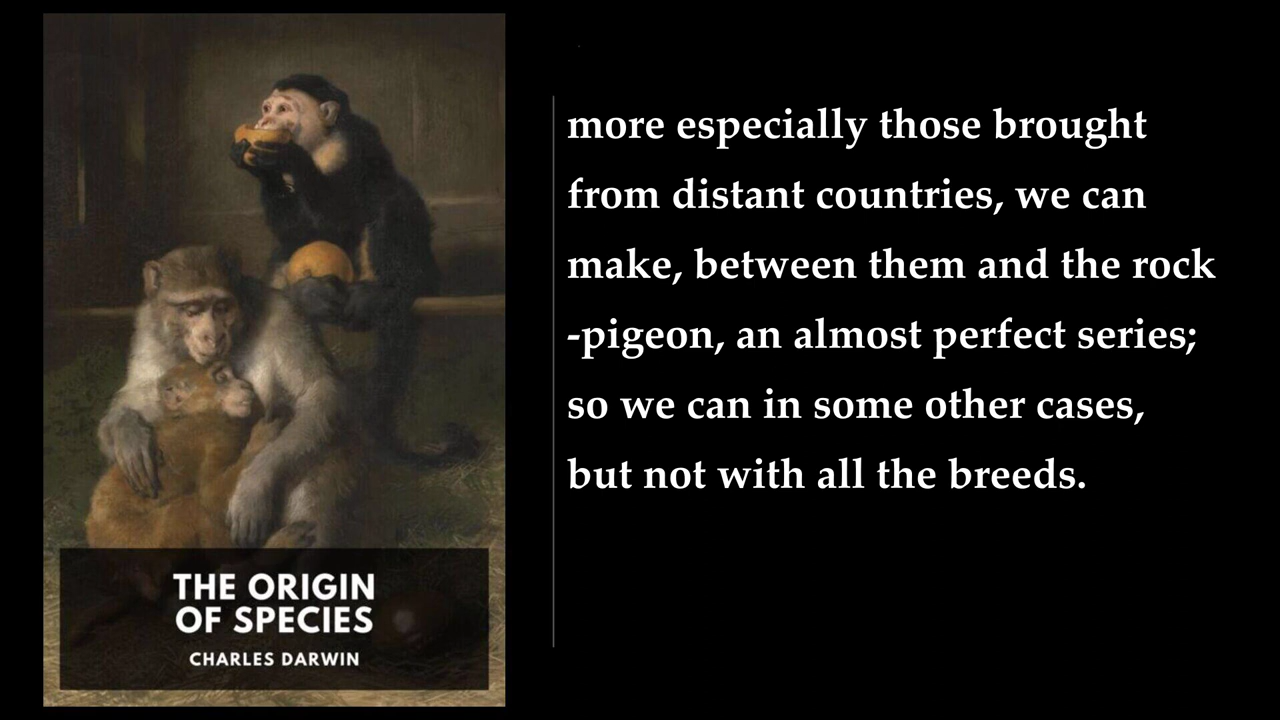 THE ORIGIN
OF SPECIES
CHARLES DARWIN
more especially those brought
from distant countries, we can
make, between them and the rock
-pigeon, an almost perfect series;
so we can in some other cases,
but not with all the breeds.